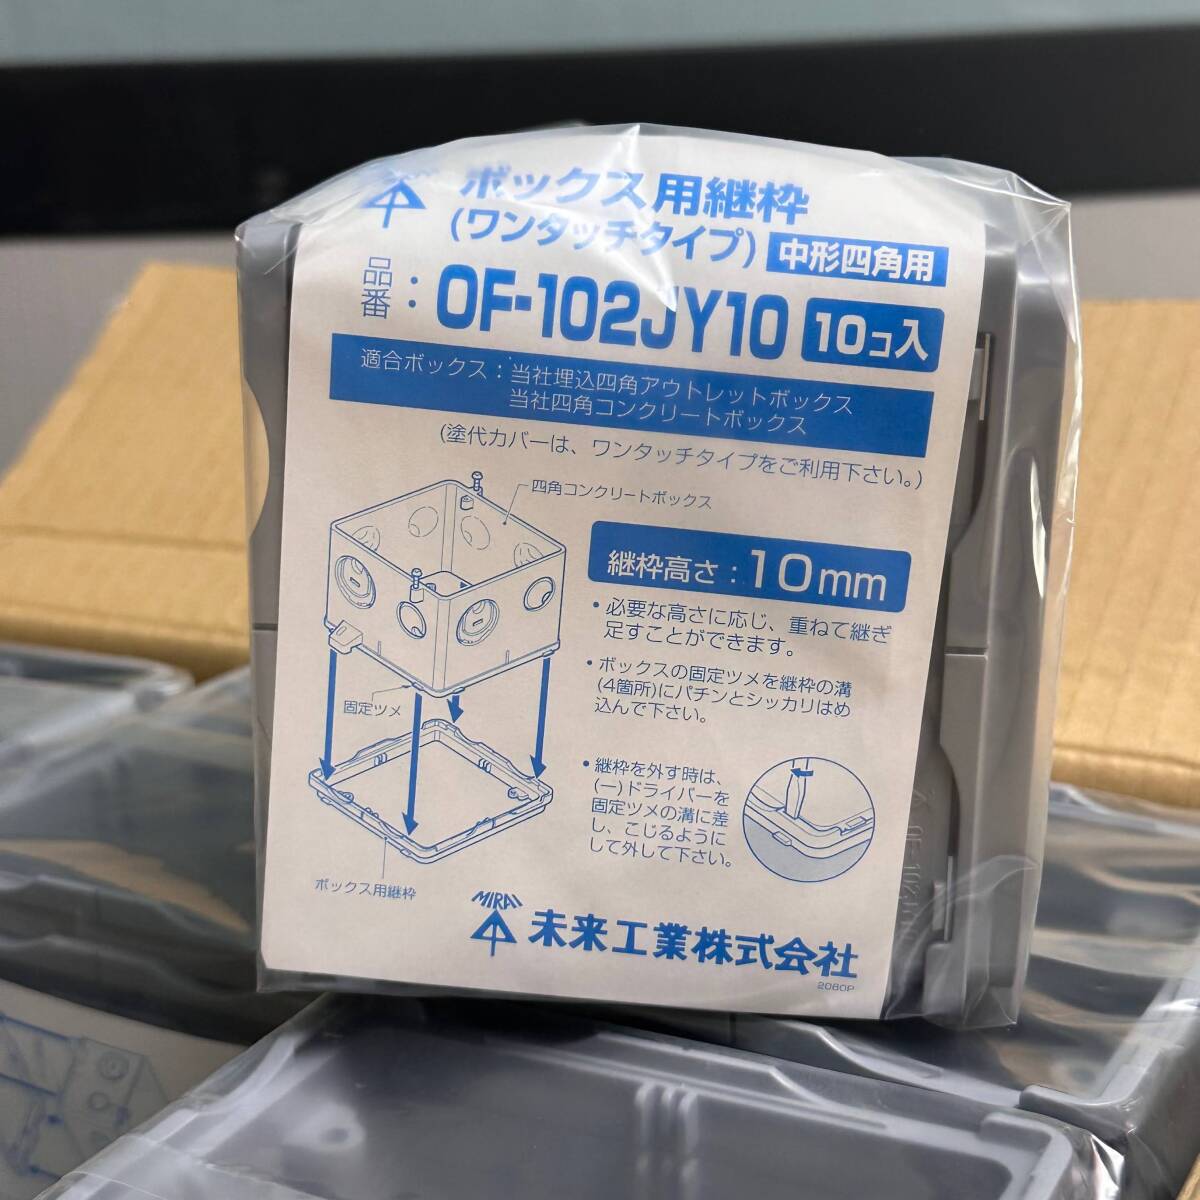 ボックス用継枠
(ワンタッチタイプ) 中形四角用
品番: OF-102JY10 10コ入
適合ボックス:当社埋込四角アウトレットボックス
当社四角コンクリートボックス
(塗代カバーは、ワンタッチタイプをご利用下さい。)
四角コンクリートボックス
固定ツメ
ボックス用継枠
継枠高さ:10mm
・必要な高さに応じ、重ねて継ぎ
足すことができます。
・ボックスの固定ツメを継枠の溝
(4箇所)にパチンとシッカリはめ
込んで下さい。
・継枠を外す時は、
(一)ドライバーを
固定ツメの溝に差
し、こじるように
して外して下さい。
MIRAI
未来工業株式会社
2080P